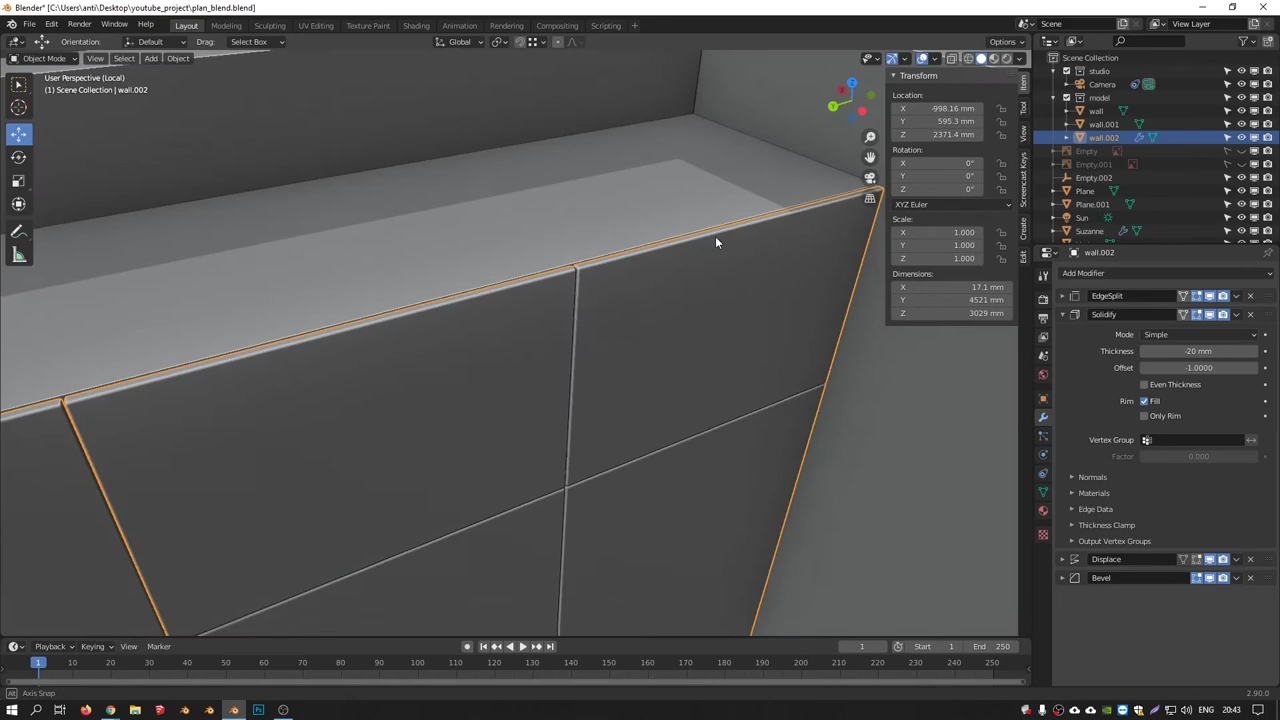 Blender* [C:\Users\anti\Desktop\youtube_project\plan_blend.blend]
File Edit Render Window Help Layout Modeling Sculpting UV Editing Texture Paint Shading Animation Rendering Compositing Scripting + Scene View Layer
Orientation: Default Drag: Select Box Global Options
Object Mode View Select Add Object
User Perspective (Local)
(1) Scene Collection | wall.002
Transform
Location:
X -998.16 mm
Y 595.3 mm
Z 2371.4 mm
Rotation:
X 0°
Y 0°
Z 0°
XYZ Euler
Scale:
X 1.000
Y 1.000
Z 1.000
Dimensions:
X 17.1 mm
Y 4521 mm
Z 3029 mm
Item
Tool
View
Screencast Keys
Create
Edit
Scene Collection
studio
Camera
model
wall
wall.001
wall.002
Empty
Empty.001
Empty.002
Plane
Plane.001
Sun
Suzanne
wall.002
Add Modifier
EdgeSplit
Solidify
Mode Simple
Thickness -20 mm
Offset -1.0000
Even Thickness
Rim Fill
Only Rim
Vertex Group
Factor 0.000
Normals
Materials
Edge Data
Thickness Clamp
Output Vertex Groups
Displace
Bevel
Playback Keying View Marker 1 Start 1 End 250
1 10 20 30 40 50 60 70 80 90 100 110 120 130 140 150 160 170 180 190 200 210 220 230 240 250
Alt Axis Snap 2.90.0
ENG 20:43